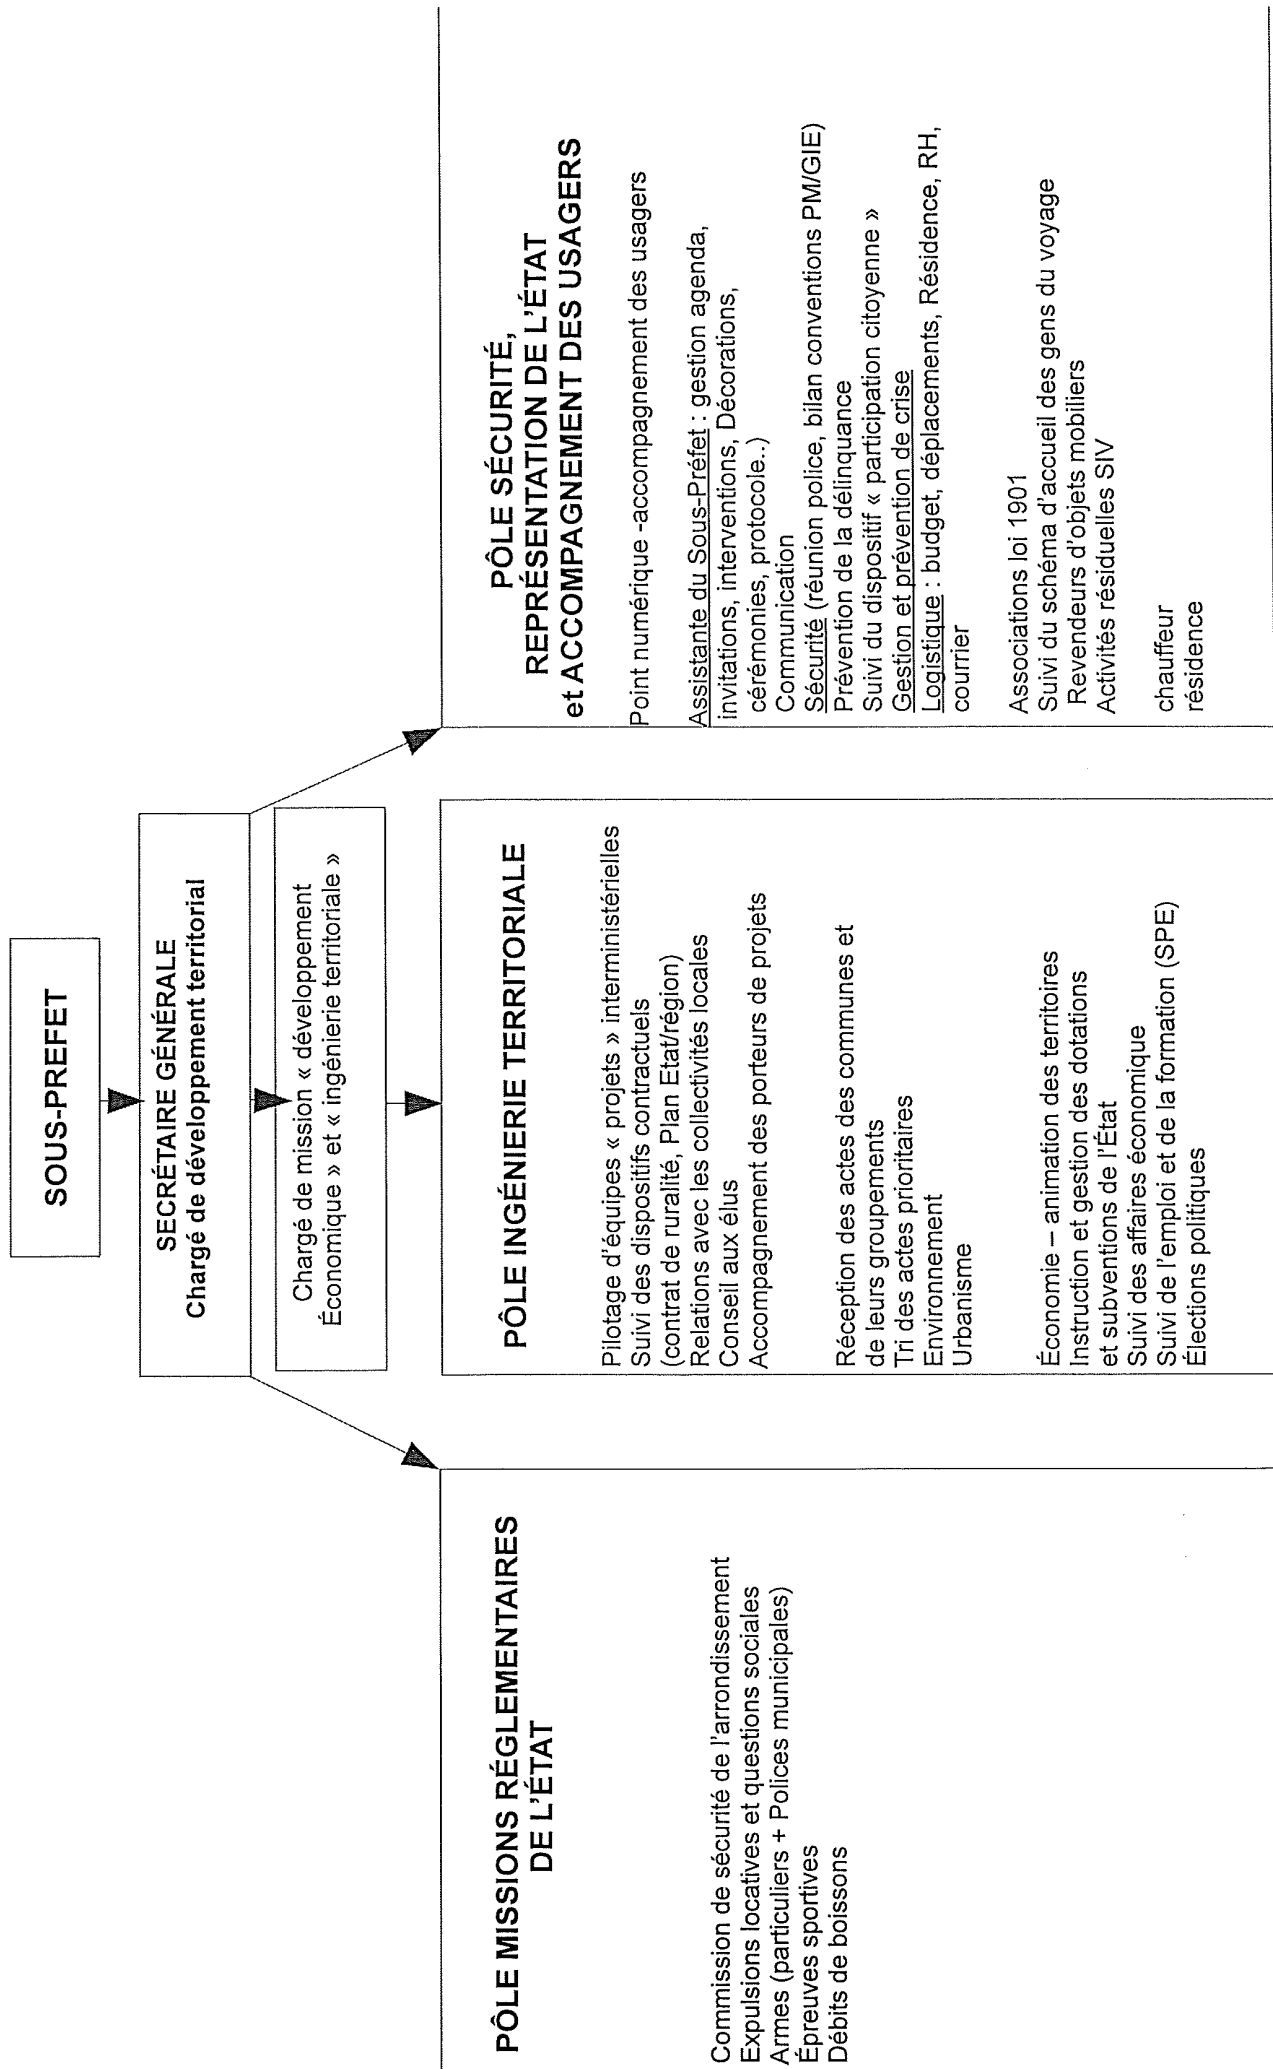 SOUS-PREFET
SECRÉTAIRE GÉNÉRALE
Chargé de développement territorial
Chargé de mission « développement
Économique » et « ingénierie territoriale »
PÔLE MISSIONS RÉGLEMENTAIRES
DE L'ÉTAT
Commission de sécurité de l'arrondissement
Expulsions locatives et questions sociales
Armes (particuliers + Polices municipales)
Épreuves sportives
Débits de boissons
PÔLE INGÉNIERIE TERRITORIALE
Pilotage d'équipes « projets » interministérielles
Suivi des dispositifs contractuels
(contrat de ruralité, Plan Etat/région)
Relations avec les collectivités locales
Conseil aux élus
Accompagnement des porteurs de projets
Réception des actes des communes et
de leurs groupements
Tri des actes prioritaires
Environnement
Urbanisme
Économie – animation des territoires
Instruction et gestion des dotations
et subventions de l'État
Suivi des affaires économique
Suivi de l'emploi et de la formation (SPE)
Élections politiques
PÔLE SÉCURITÉ,
REPRÉSENTATION DE L'ÉTAT
et ACCOMPAGNEMENT DES USAGERS
Point numérique -accompagnement des usagers
Assistante du Sous-Préfet : gestion agenda,
invitations, interventions, Décorations,
cérémonies, protocole..)
Communication
Sécurité (réunion police, bilan conventions PM/GIE)
Prévention de la délinquance
Suivi du dispositif « participation citoyenne »
Gestion et prévention de crise
Logistique : budget, déplacements, Résidence, RH,
courrier
Associations loi 1901
Suivi du schéma d'accueil des gens du voyage
Revendeurs d'objets mobiliers
Activités résiduelles SIV
chauffeur
résidence